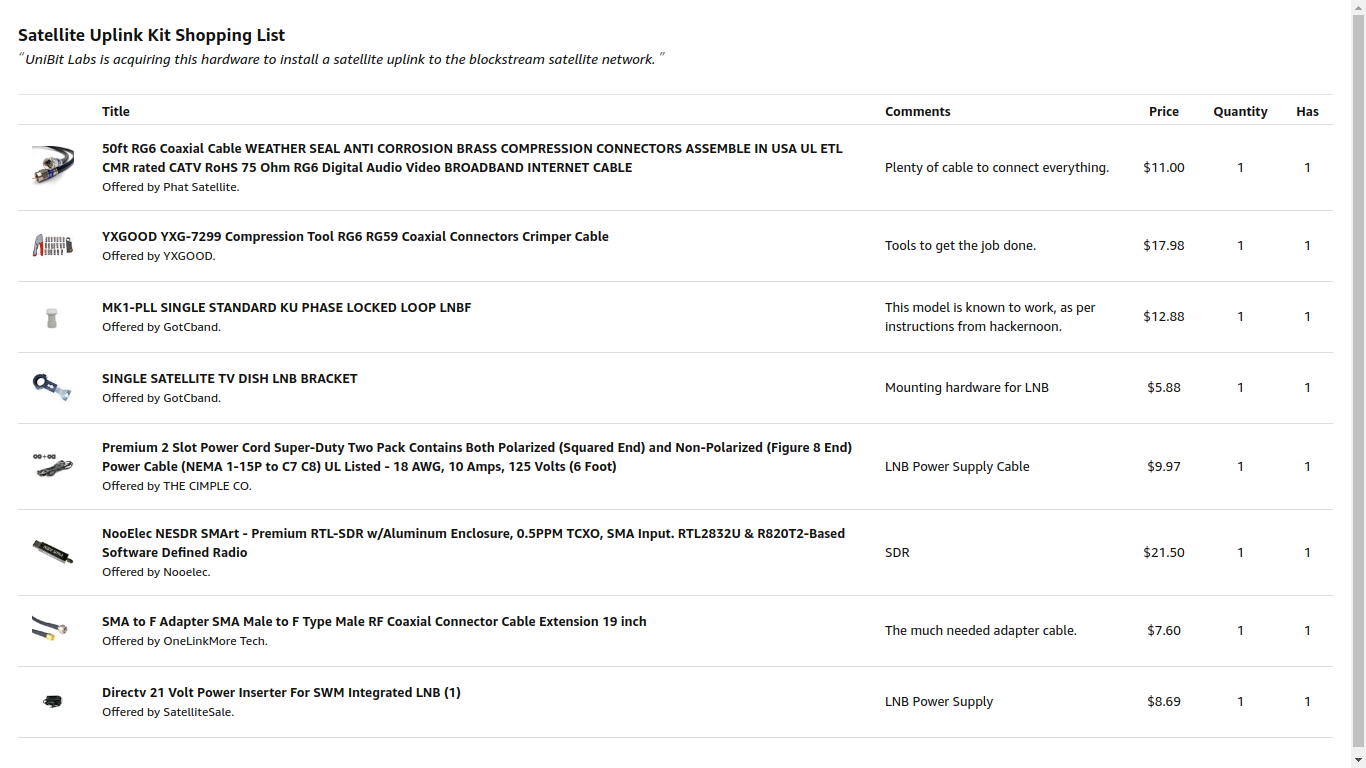 Satellite Uplink Kit Shopping List
“UniBit Labs is acquiring this hardware to install a satellite uplink to the blockstream satellite network. ”
Title Comments Price Quantity Has
50ft RG6 Coaxial Cable WEATHER SEAL ANTI CORROSION BRASS COMPRESSION CONNECTORS ASSEMBLE IN USA UL ETL
CMR rated CATV RoHS 75 Ohm RG6 Digital Audio Video BROADBAND INTERNET CABLE
Offered by Phat Satellite.
Plenty of cable to connect everything. $11.00 1 1
YXGOOD YXG-7299 Compression Tool RG6 RG59 Coaxial Connectors Crimper Cable
Offered by YXGOOD.
Tools to get the job done. $17.98 1 1
MK1-PLL SINGLE STANDARD KU PHASE LOCKED LOOP LNBF
Offered by GotCband.
This model is known to work, as per
instructions from hackernoon.
$12.88 1 1
SINGLE SATELLITE TV DISH LNB BRACKET
Offered by GotCband.
Mounting hardware for LNB $5.88 1 1
Premium 2 Slot Power Cord Super-Duty Two Pack Contains Both Polarized (Squared End) and Non-Polarized (Figure 8 End)
Power Cable (NEMA 1-15P to C7 C8) UL Listed - 18 AWG, 10 Amps, 125 Volts (6 Foot)
Offered by THE CIMPLE CO.
LNB Power Supply Cable $9.97 1 1
NooElec NESDR SMArt - Premium RTL-SDR w/Aluminum Enclosure, 0.5PPM TCXO, SMA Input. RTL2832U & R820T2-Based
Software Defined Radio
Offered by Nooelec.
SDR $21.50 1 1
SMA to F Adapter SMA Male to F Type Male RF Coaxial Connector Cable Extension 19 inch
Offered by OneLinkMore Tech.
The much needed adapter cable. $7.60 1 1
Directv 21 Volt Power Inserter For SWM Integrated LNB (1)
Offered by SatelliteSale.
LNB Power Supply $8.69 1 1